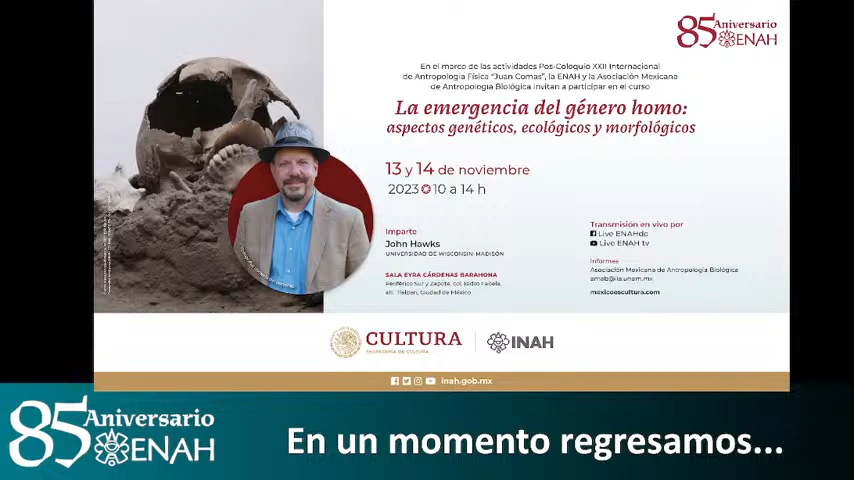 85 Aniversario
ENAH
En el marco de las actividades Pos-Coloquio XXII Internacional
de Antropología Física "Juan Comas", la ENAH y la Asociación Mexicana
de Antropología Biológica invitan a participar en el curso
La emergencia del género homo:
aspectos genéticos, ecológicos y morfológicos
13 y 14 de noviembre
2023 10 a 14 h
Imparte
John Hawks
UNIVERSIDAD DE WISCONSIN-MADISON
SALA EYRA CÁRDENAS BARAHONA
Periférico Sur y Zapote, col. Isidro Fabela,
alc. Tlalpan, Ciudad de México
Transmisión en vivo por
Live ENAHdc
Live ENAH tv
Informes
Asociación Mexicana de Antropología Biológica
amab@iia.unam.mx
mexicoescultura.com
CULTURA
SECRETARÍA DE CULTURA
INAH
inah.gob.mx
85 Aniversario
ENAH
En un momento regresamos...